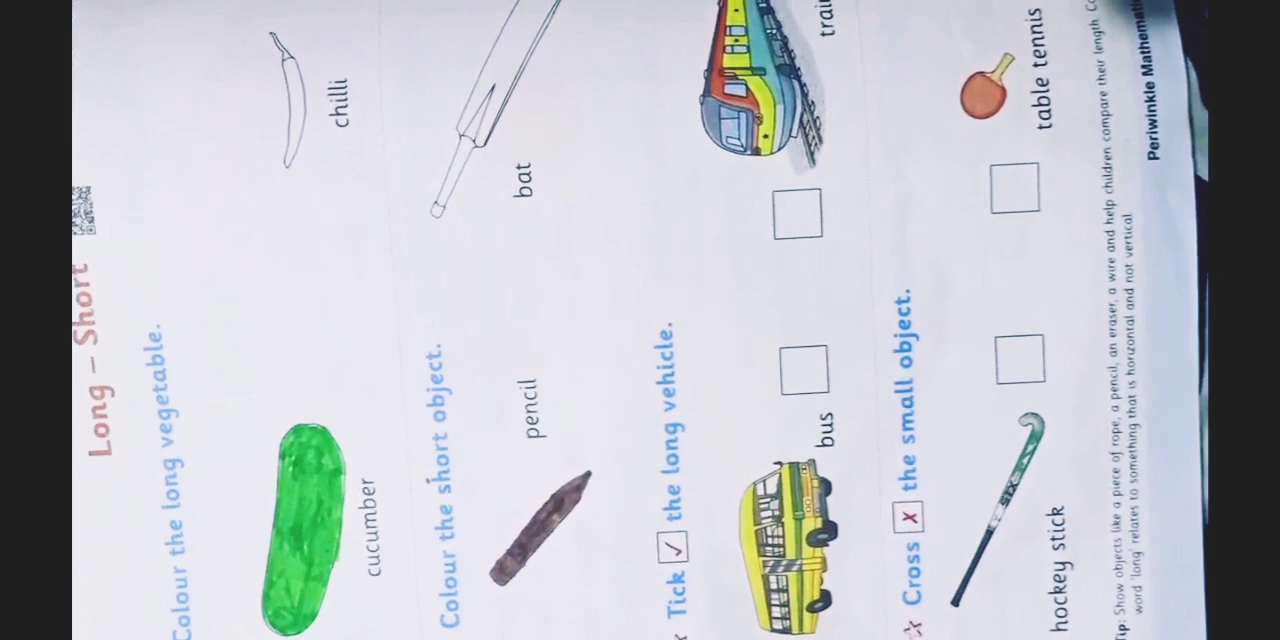 Long – Short
Colour the long vegetable.
cucumber
chilli
Colour the short object.
pencil
bat
Tick ✓ the long vehicle.
bus
Cross ✗ the small object.
hockey stick
table tennis
Tip: Show objects like a piece of rope, a pencil, an eraser, a wire and help children compare their length.
word 'long' relates to something that is horizontal and not vertical
Periwinkle